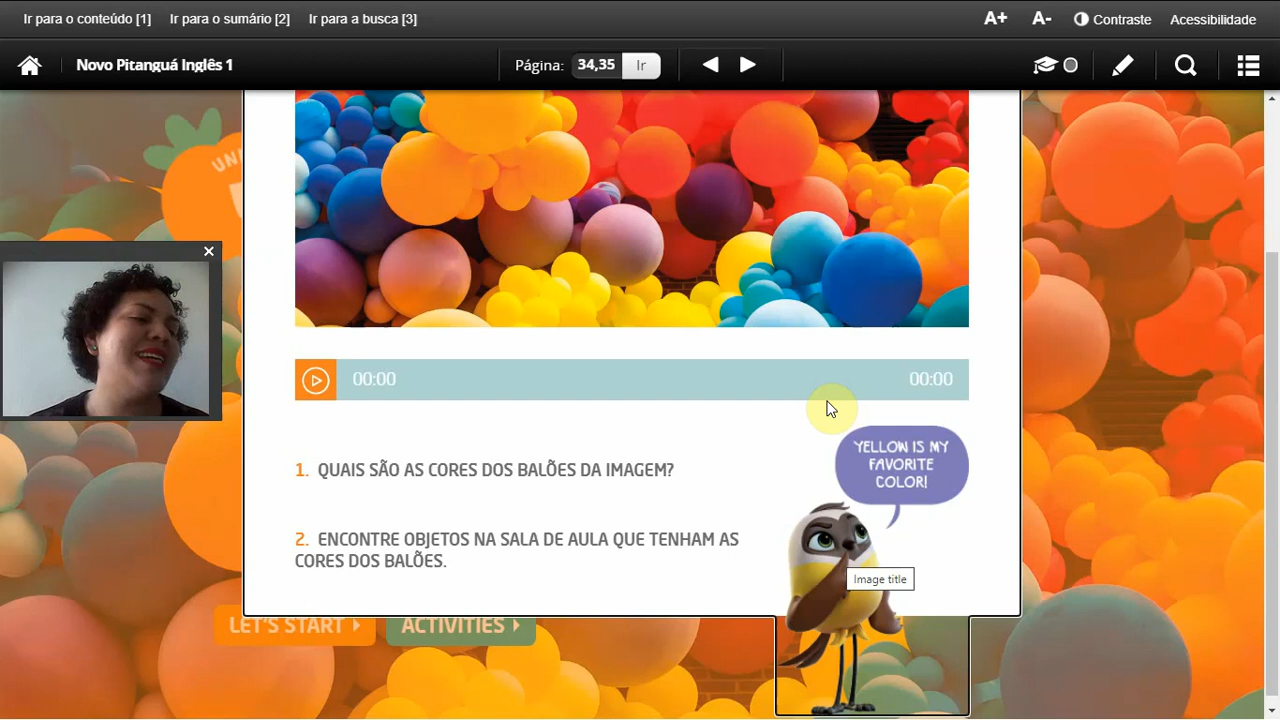 Ir para o conteúdo [1] Ir para o sumário [2] Ir para a busca [3] A+ A- Contraste Acessibilidade
Novo Pitanguá Inglês 1 Página: 34,35 Ir
UNI
00:00 00:00
YELLOW IS MY
FAVORITE
COLOR!
1. QUAIS SÃO AS CORES DOS BALÕES DA IMAGEM?
2. ENCONTRE OBJETOS NA SALA DE AULA QUE TENHAM AS
CORES DOS BALÕES.
Image title
LET'S START ACTIVITIES